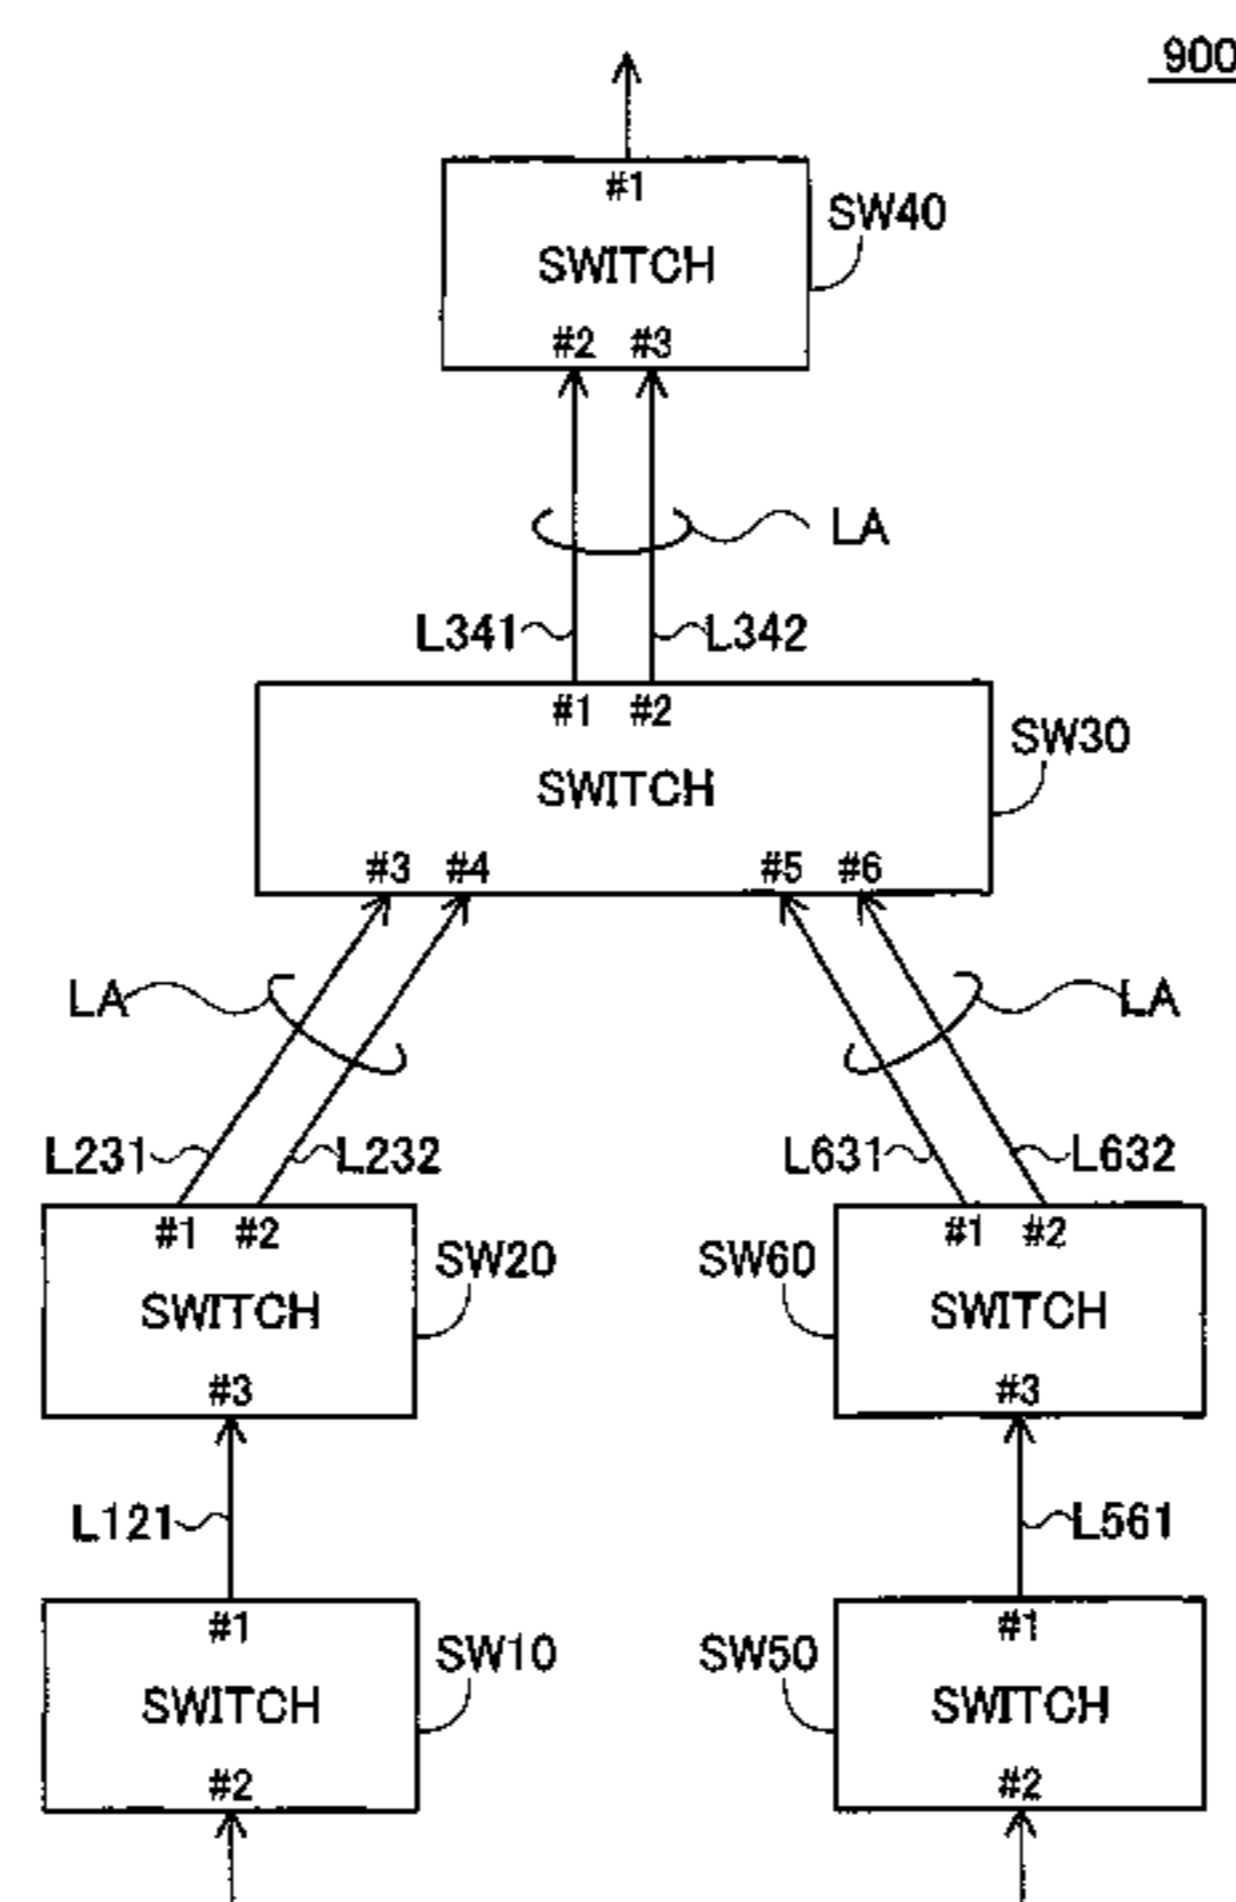 900
#1
SWITCH
SW40
#2 #3
LA
L341 L342
#1 #2
SWITCH
SW30
#3 #4 #5 #6
LA LA
L231 L232 L631 L632
#1 #2 #1 #2
SWITCH SW20 SW60 SWITCH
#3 #3
L121 L561
#1 #1
SWITCH SW10 SW50 SWITCH
#2 #2